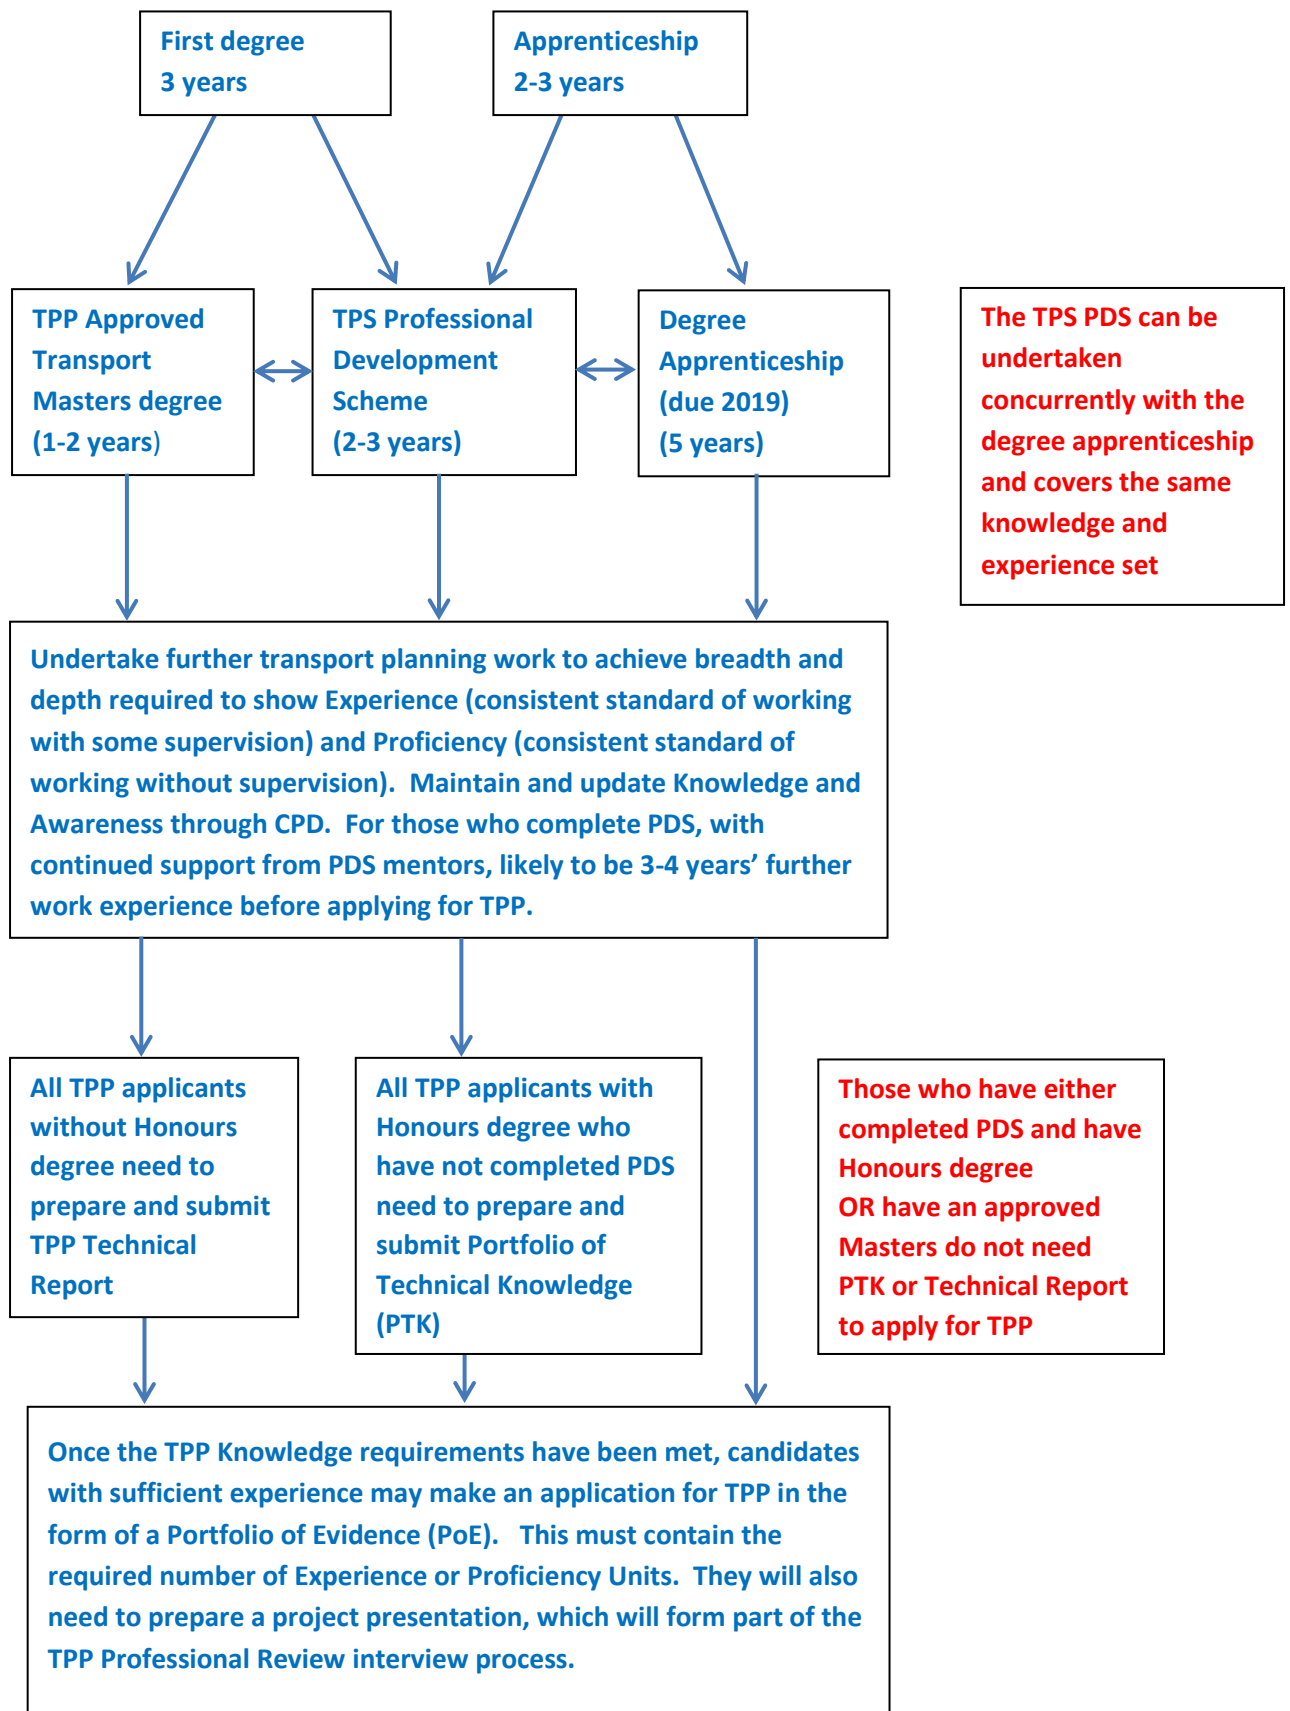 First degree
3 years
Apprenticeship
2-3 years
TPP Approved
Transport
Masters degree
(1-2 years)
TPS Professional
Development
Scheme
(2-3 years)
Degree
Apprenticeship
(due 2019)
(5 years)
The TPS PDS can be
undertaken
concurrently with the
degree apprenticeship
and covers the same
knowledge and
experience set
Undertake further transport planning work to achieve breadth and
depth required to show Experience (consistent standard of working
with some supervision) and Proficiency (consistent standard of
working without supervision).  Maintain and update Knowledge and
Awareness through CPD.  For those who complete PDS, with
continued support from PDS mentors, likely to be 3-4 years’ further
work experience before applying for TPP.
All TPP applicants
without Honours
degree need to
prepare and submit
TPP Technical
Report
All TPP applicants with
Honours degree who
have not completed PDS
need to prepare and
submit Portfolio of
Technical Knowledge
(PTK)
Those who have either
completed PDS and have
Honours degree
OR have an approved
Masters do not need
PTK or Technical Report
to apply for TPP
Once the TPP Knowledge requirements have been met, candidates
with sufficient experience may make an application for TPP in the
form of a Portfolio of Evidence (PoE).   This must contain the
required number of Experience or Proficiency Units.  They will also
need to prepare a project presentation, which will form part of the
TPP Professional Review interview process.